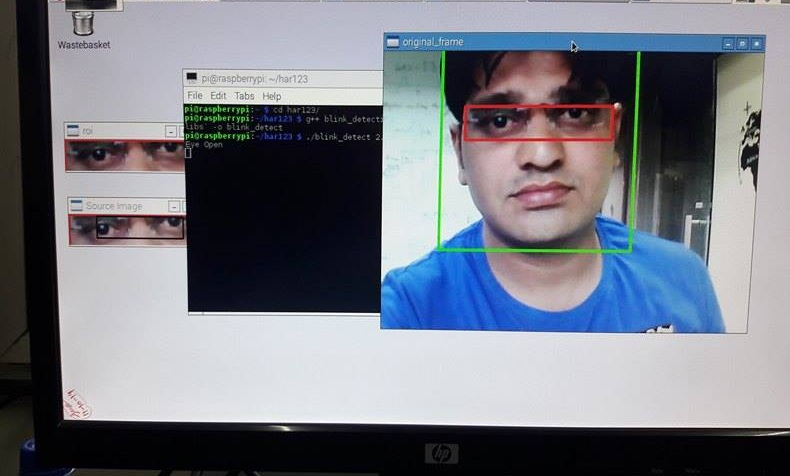 Wastebasket
original_frame
pi@raspberrypi: ~/har123
File Edit Tabs Help
pi@raspberrypi:~ $ cd har123/
pi@raspberrypi:~/har123 $ g++ blink_detecti
libs` -o blink_detect
pi@raspberrypi:~/har123 $ ./blink_detect 2
Eye Open
roi
Source Image
hp